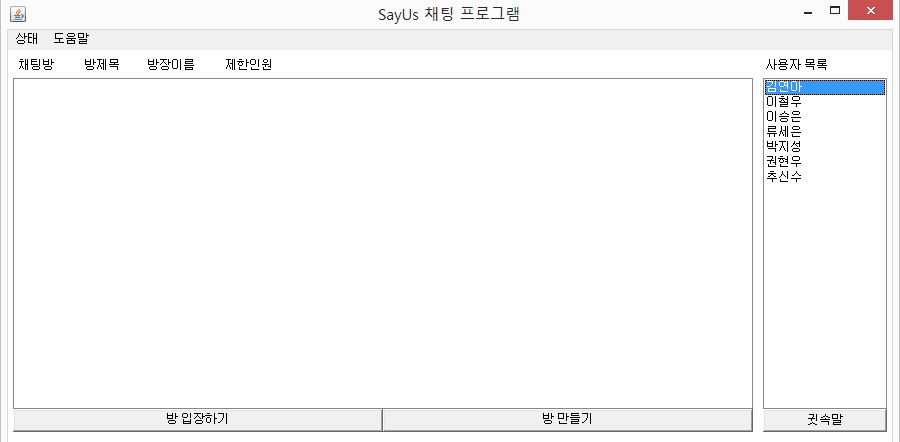 SayUs 채팅 프로그램
상태 도움말
채팅방 방제목 방장이름 제한인원 사용자 목록
김연아
이철우
이승은
류세은
박지성
권현우
추신수
방 입장하기 방 만들기 귓속말